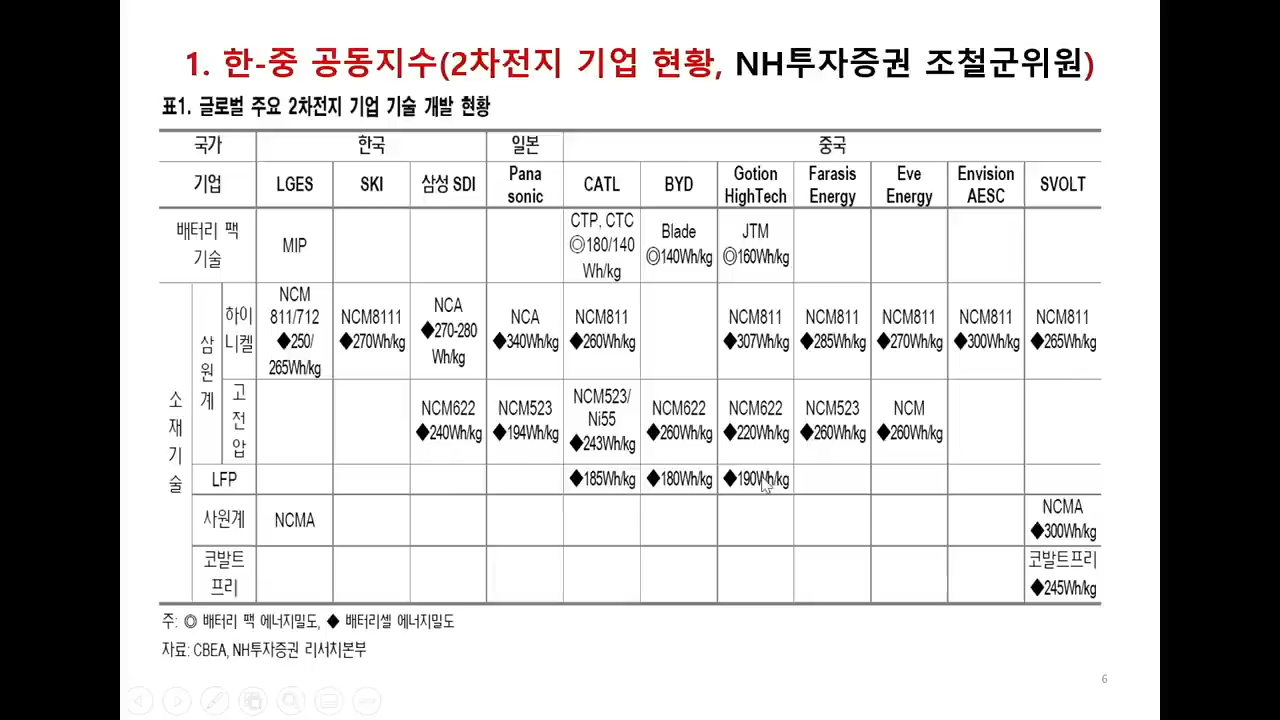 1. 한-중 공동지수(2차전지 기업 현황, NH투자증권 조철군위원)
표1. 글로벌 주요 2차전지 기업 기술 개발 현황
국가 한국 일본 중국
기업 LGES SKI 삼성 SDI Pana sonic CATL BYD Gotion HighTech Farasis Energy Eve Energy Envision AESC SVOLT
배터리 팩 기술 MIP CTP, CTC ◎180/140 Wh/kg Blade ◎140Wh/kg JTM ◎160Wh/kg
소재기술 삼원계 하이니켈 NCM 811/712 ◆250/265Wh/kg NCM8111 ◆270Wh/kg NCA ◆270-280 Wh/kg NCA ◆340Wh/kg NCM811 ◆260Wh/kg NCM811 ◆307Wh/kg NCM811 ◆285Wh/kg NCM811 ◆270Wh/kg NCM811 ◆300Wh/kg NCM811 ◆265Wh/kg
고전압 NCM622 ◆240Wh/kg NCM523 ◆194Wh/kg NCM523/Ni55 ◆243Wh/kg NCM622 ◆260Wh/kg NCM622 ◆220Wh/kg NCM523 ◆260Wh/kg NCM ◆260Wh/kg
LFP ◆185Wh/kg ◆180Wh/kg ◆190Wh/kg
사원계 NCMA NCMA ◆300Wh/kg
코발트 프리 코발트프리 ◆245Wh/kg
주: ◎ 배터리 팩 에너지밀도, ◆ 배터리셀 에너지밀도
자료: CBEA, NH투자증권 리서치본부
6